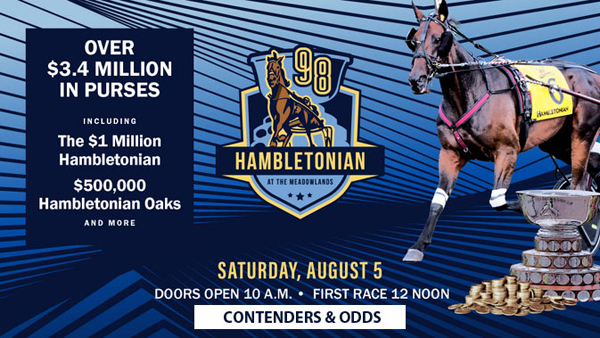 OVER
$3.4 MILLION
IN PURSES
INCLUDING
The $1 Million
Hambletonian
$500,000
Hambletonian Oaks
AND MORE
98
HAMBLETONIAN
AT THE MEADOWLANDS
6
HAMBLETONIAN
SATURDAY, AUGUST 5
DOORS OPEN 10 A.M. • FIRST RACE 12 NOON
CONTENDERS & ODDS